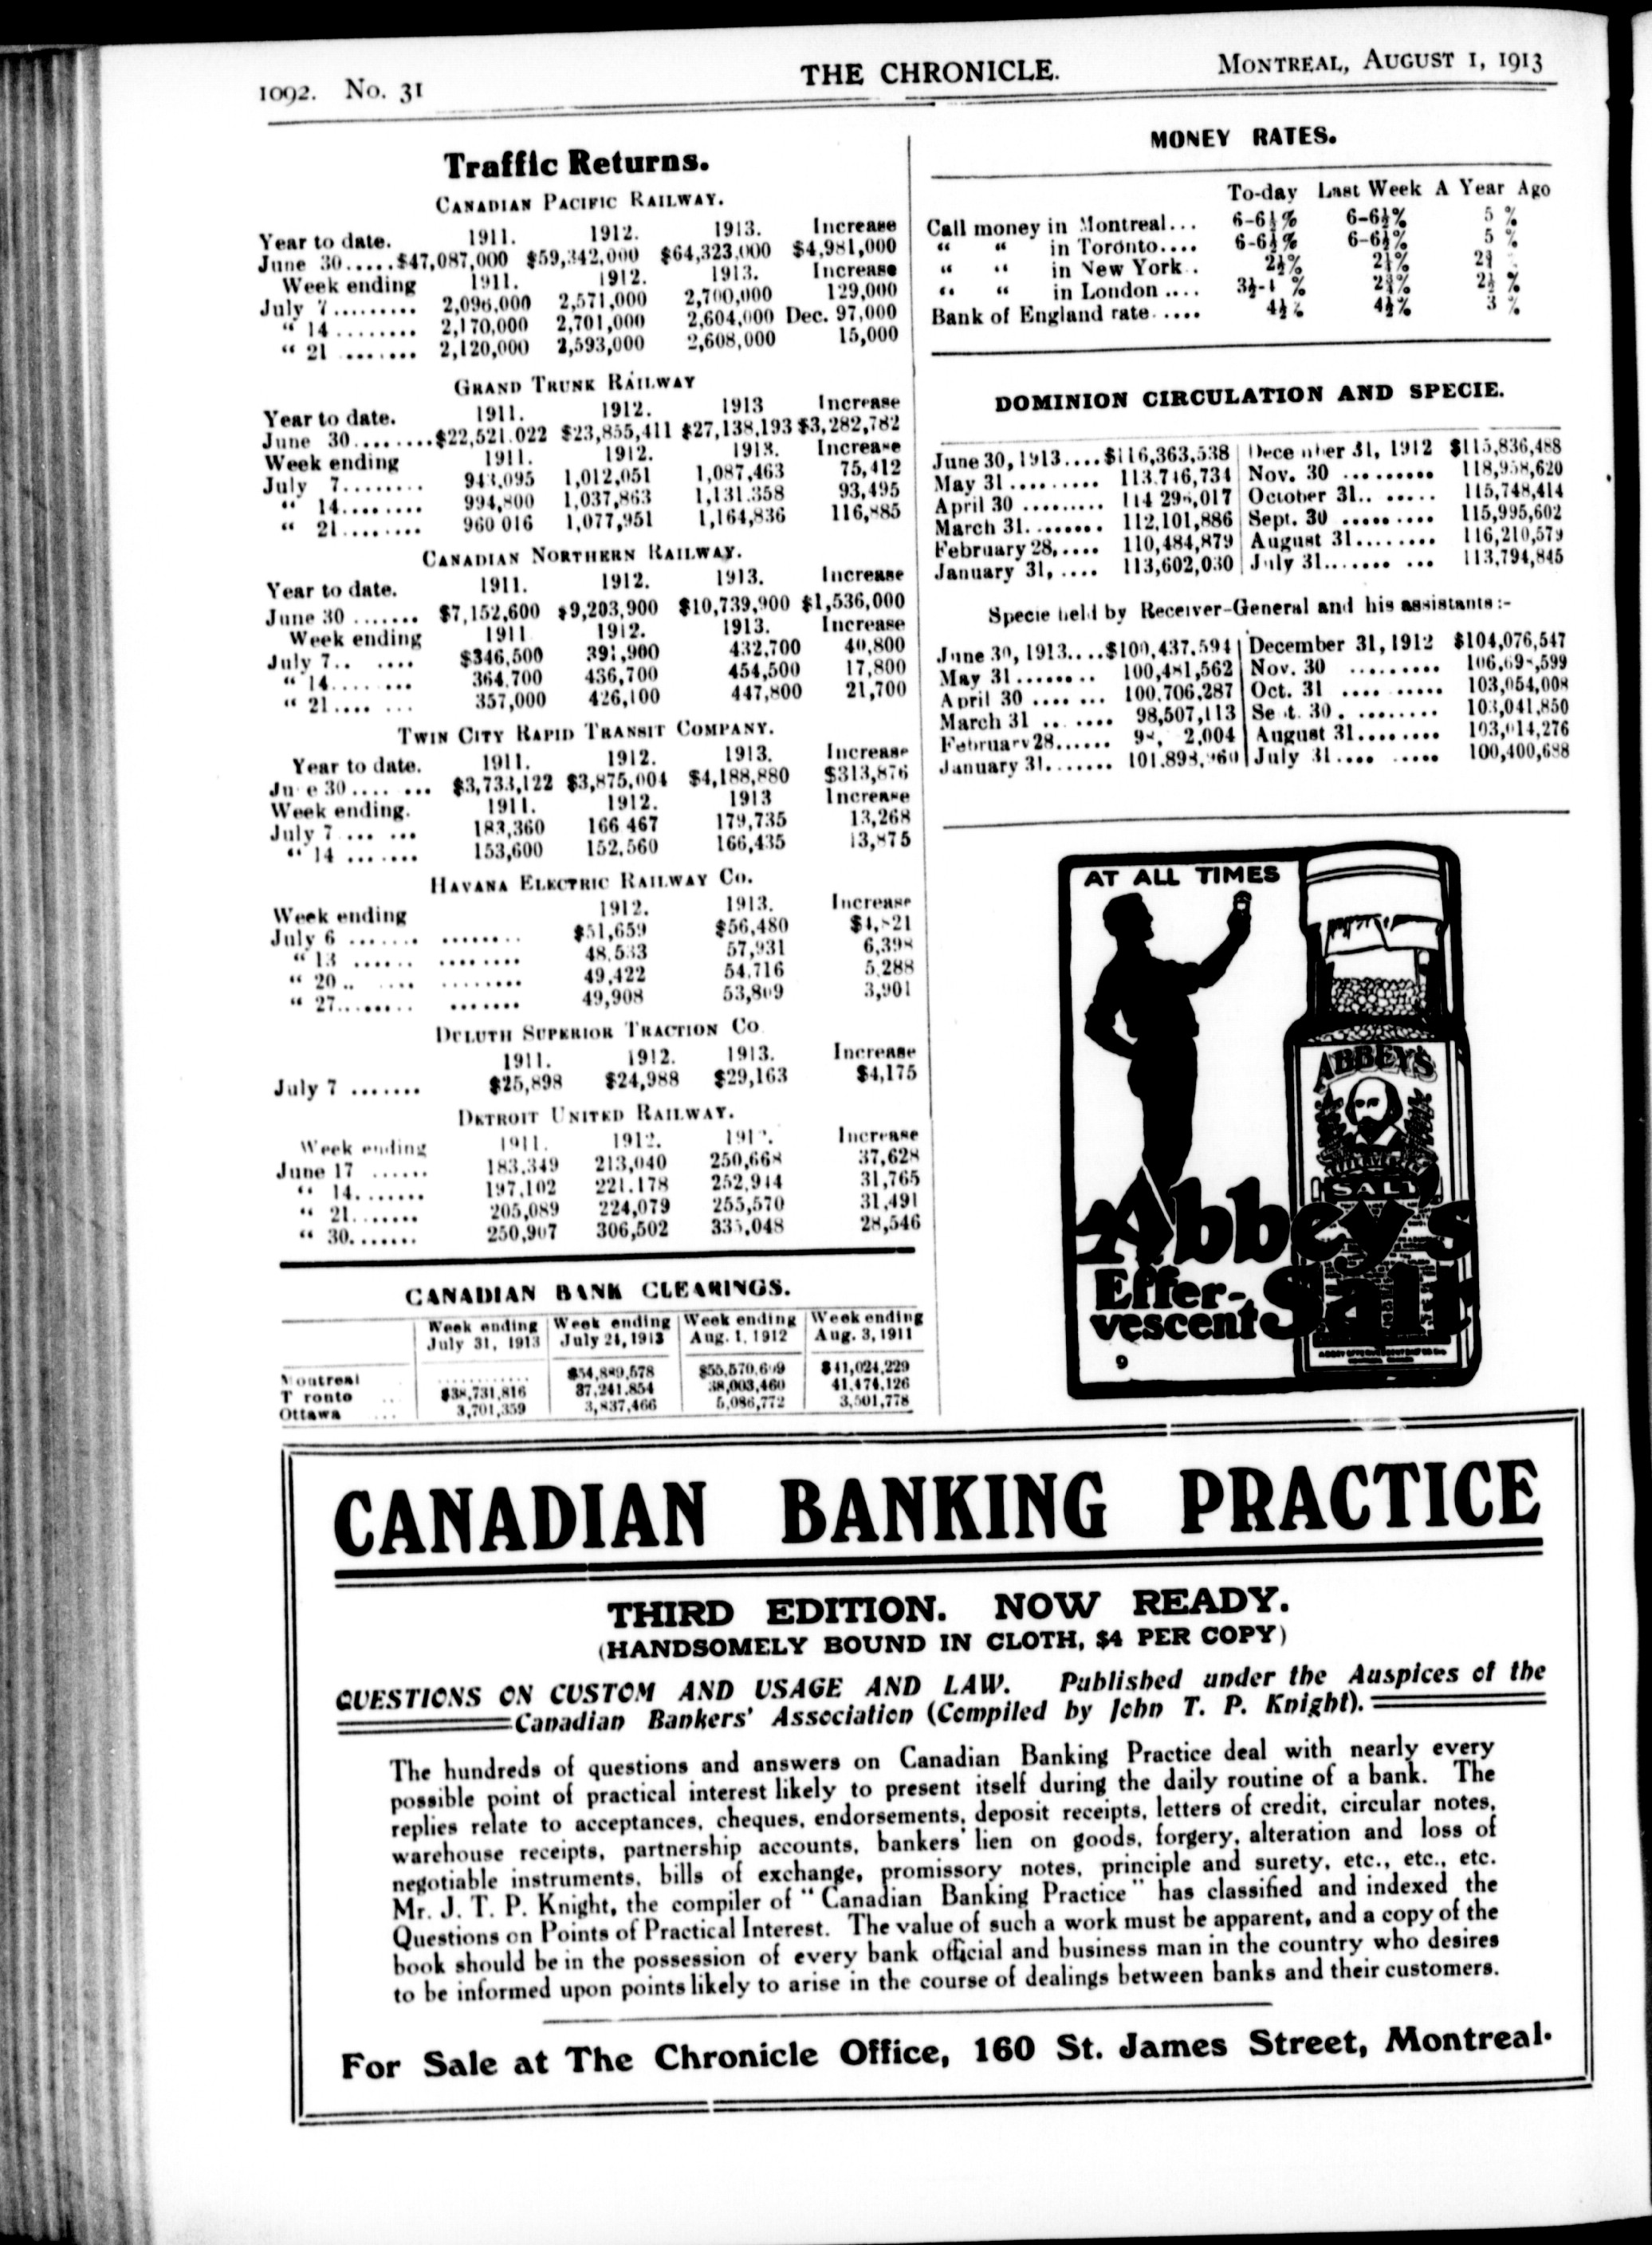 1092. No. 31 THE CHRONICLE. MONTREAL, AUGUST 1, 1913
Traffic Returns.
CANADIAN PACIFIC RAILWAY.
Year to date. 1911. 1912. 1913. Increase
June 30.....$47,087,000 $59,342,000 $64,323,000 $4,981,000
Week ending 1911. 1912. 1913. Increase
July 7......... 2,096,000 2,571,000 2,700,000 129,000
“ 14........ 2,170,000 2,701,000 2,604,000 Dec. 97,000
“ 21 ........ 2,120,000 2,593,000 2,608,000 15,000
GRAND TRUNK RAILWAY
Year to date. 1911. 1912. 1913 Increase
June 30........$22,521.022 $23,855,411 $27,138,193 $3,282,782
Week ending 1911. 1912. 1913. Increase
July 7........ 943,095 1,012,051 1,087,463 75,412
“ 14........ 994,800 1,037,863 1,131.358 93,495
“ 21........ 960 016 1,077,951 1,164,836 116,885
CANADIAN NORTHERN RAILWAY.
Year to date. 1911. 1912. 1913. Increase
June 30 ....... $7,152,600 $9,203,900 $10,739,900 $1,536,000
Week ending 1911 1912. 1913. Increase
July 7.. .... $346,500 391,900 432,700 40,800
“ 14........ 364,700 436,700 454,500 17,800
“ 21.... ... 357,000 426,100 447,800 21,700
TWIN CITY RAPID TRANSIT COMPANY.
Year to date. 1911. 1912. 1913. Increase
Ju e 30.... ... $3,733,122 $3,875,004 $4,188,880 $313,876
Week ending. 1911. 1912. 1913 Increase
July 7 ... ... 183,360 166 467 179,735 13,268
“ 14 ....... 153,600 152,560 166,435 13,875
HAVANA ELECTRIC RAILWAY CO.
Week ending 1912. 1913. Increase
July 6 ....... ........ $51,659 $56,480 $4,821
“ 13 ...... ........ 48,533 57,931 6,398
“ 20 .. .... ........ 49,422 54,716 5,288
“ 27........ ....... 49,908 53,809 3,901
DULUTH SUPERIOR TRACTION CO
1911. 1912. 1913. Increase
July 7 ....... $25,898 $24,988 $29,163 $4,175
DETROIT UNITED RAILWAY.
Week ending 1911. 1912. 191 . Increase
June 17 ...... 183,349 213,040 250,668 37,628
“ 14....... 197,102 221,178 252,944 31,765
“ 21....... 205,089 224,079 255,570 31,491
“ 30....... 250,907 306,502 335,048 28,546
CANADIAN BANK CLEARINGS.
Week ending Week ending Week ending Week ending
July 31, 1913 July 24, 1913 Aug. 1, 1912 Aug. 3, 1911
Montreal ............ $54,889,578 $55,570,609 $41,024,229
T ronto $38,731,816 37,241,854 38,003,460 41,474,126
Ottawa ... 3,701,359 3,837,466 5,086,772 3,501,778
MONEY RATES.
To-day Last Week A Year Ago
Call money in Montreal... 6-6½% 6-6½% 5 %
“ “ in Toronto.... 6-6½% 6-6½% 5 %
“ “ in New York..
“ “ in London ....
Bank of England rate ..... 4½% 4½% 3 %
DOMINION CIRCULATION AND SPECIE.
June 30, 1913....$116,363,538 Dece ber 31, 1912 $115,836,488
May 31.......... 113,746,734 Nov. 30 .......... 118,958,620
April 30 ......... 114 296,017 October 31.. ..... 115,748,414
March 31........ 112,101,886 Sept. 30 ......... 115,995,602
February 28,.... 110,484,879 August 31........ 116,210,579
January 31, .... 113,602,030 July 31....... ... 113,794,845
Specie held by Receiver-General and his assistants:-
June 30, 1913....$100,437,594 December 31, 1912 $104,076,547
May 31........ 100,481,562 Nov. 30 ......... 106,698,599
April 30 .... ... 100,706,287 Oct. 31 .... ..... 103,054,008
March 31 ... .... 98,507,113 Se t. 30. ........ 103,041,850
February 28...... August 31........ 103,014,276
January 31........ 101,898,960 July 31.... ..... 100,400,688
AT ALL TIMES
ABBEY'S
SALT
Abbey's
Effer-
vescent Salt
9
CANADIAN BANKING PRACTICE
THIRD EDITION. NOW READY.
(HANDSOMELY BOUND IN CLOTH, $4 PER COPY)
QUESTIONS ON CUSTOM AND USAGE AND LAW. Published under the Auspices of the
Canadian Bankers' Association (Compiled by John T. P. Knight).
The hundreds of questions and answers on Canadian Banking Practice deal with nearly every
possible point of practical interest likely to present itself during the daily routine of a bank. The
replies relate to acceptances, cheques, endorsements, deposit receipts, letters of credit, circular notes,
warehouse receipts, partnership accounts, bankers' lien on goods, forgery, alteration and loss of
negotiable instruments, bills of exchange, promissory notes, principle and surety, etc., etc., etc.
Mr. J. T. P. Knight, the compiler of “Canadian Banking Practice” has classified and indexed the
Questions on Points of Practical Interest. The value of such a work must be apparent, and a copy of the
book should be in the possession of every bank official and business man in the country who desires
to be informed upon points likely to arise in the course of dealings between banks and their customers.
For Sale at The Chronicle Office, 160 St. James Street, Montreal.